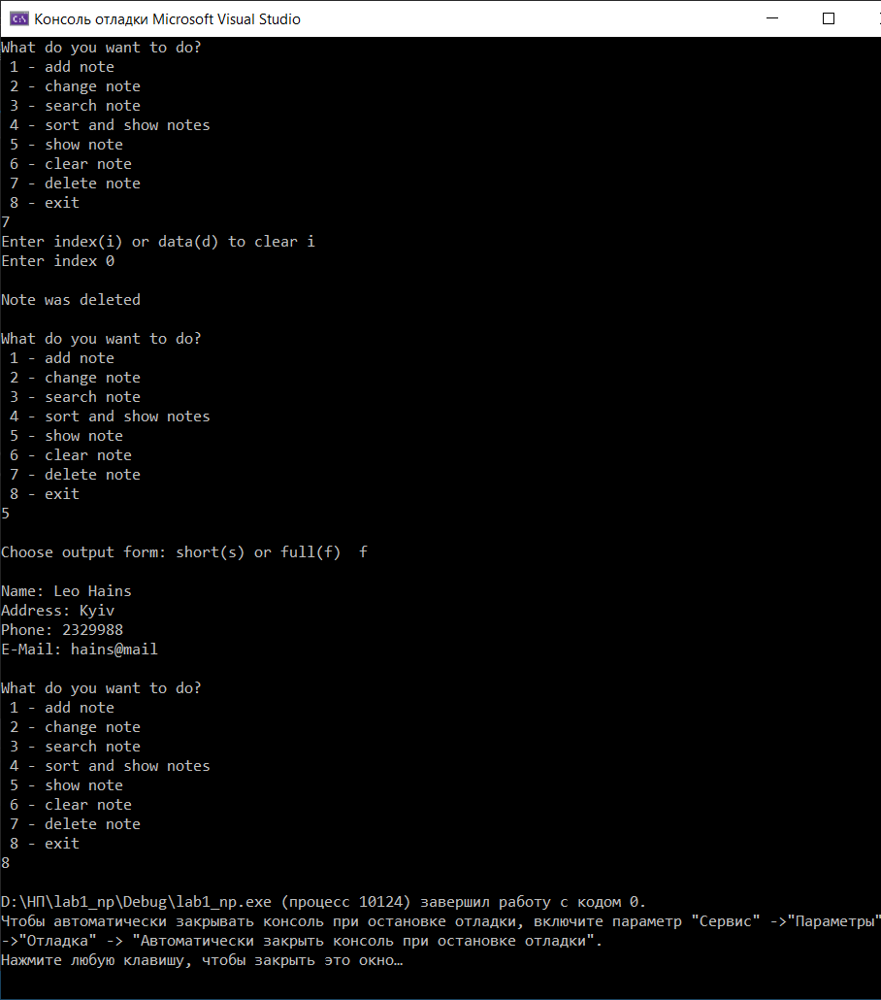 Консоль отладки Microsoft Visual Studio
What do you want to do?
1 - add note
2 - change note
3 - search note
4 - sort and show notes
5 - show note
6 - clear note
7 - delete note
8 - exit
7
Enter index(i) or data(d) to clear i
Enter index 0
Note was deleted
What do you want to do?
1 - add note
2 - change note
3 - search note
4 - sort and show notes
5 - show note
6 - clear note
7 - delete note
8 - exit
5
Choose output form: short(s) or full(f)  f
Name: Leo Hains
Address: Kyiv
Phone: 2329988
E-Mail: hains@mail
What do you want to do?
1 - add note
2 - change note
3 - search note
4 - sort and show notes
5 - show note
6 - clear note
7 - delete note
8 - exit
8
D:\НП\lab1_np\Debug\lab1_np.exe (процесс 10124) завершил работу с кодом 0.
Чтобы автоматически закрывать консоль при остановке отладки, включите параметр "Сервис" ->"Параметры"
->"Отладка" -> "Автоматически закрыть консоль при остановке отладки".
Нажмите любую клавишу, чтобы закрыть это окно…